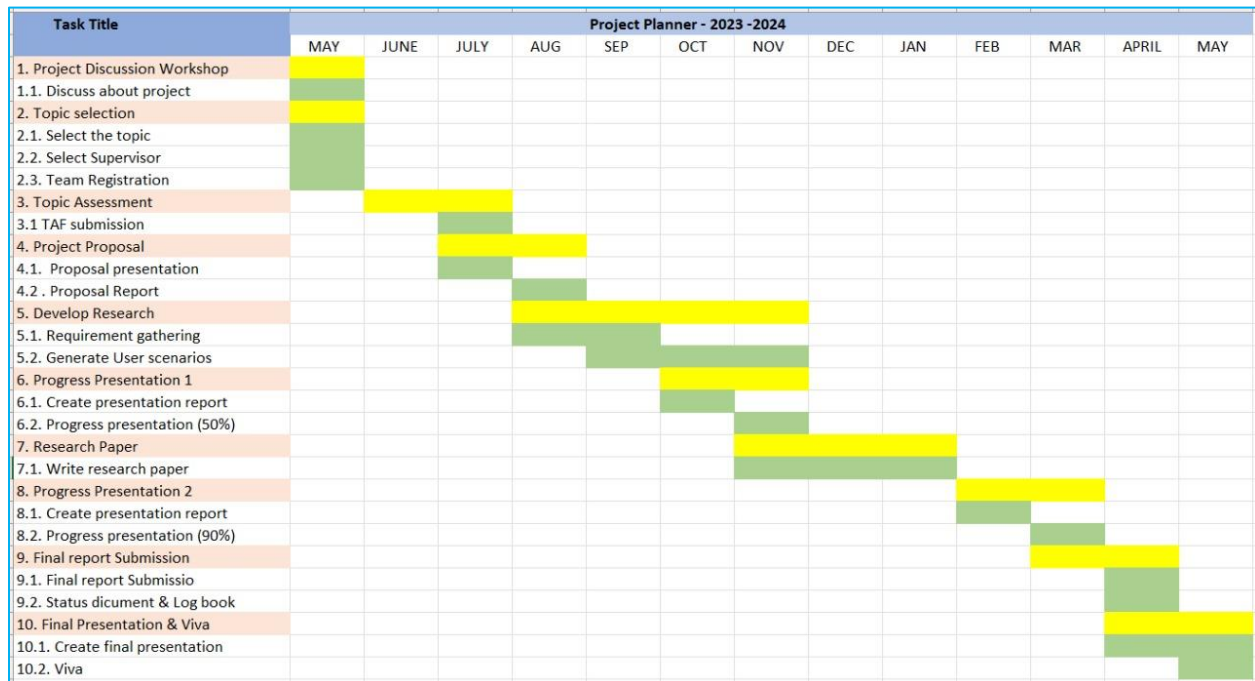 Task Title Project Planner - 2023 -2024
MAY JUNE JULY AUG SEP OCT NOV DEC JAN FEB MAR APRIL MAY
1. Project Discussion Workshop
1.1. Discuss about project
2. Topic selection
2.1. Select the topic
2.2. Select Supervisor
2.3. Team Registration
3. Topic Assessment
3.1 TAF submission
4. Project Proposal
4.1. Proposal presentation
4.2 . Proposal Report
5. Develop Research
5.1. Requirement gathering
5.2. Generate User scenarios
6. Progress Presentation 1
6.1. Create presentation report
6.2. Progress presentation (50%)
7. Research Paper
7.1. Write research paper
8. Progress Presentation 2
8.1. Create presentation report
8.2. Progress presentation (90%)
9. Final report Submission
9.1. Final report Submissio
9.2. Status dicument & Log book
10. Final Presentation & Viva
10.1. Create final presentation
10.2. Viva